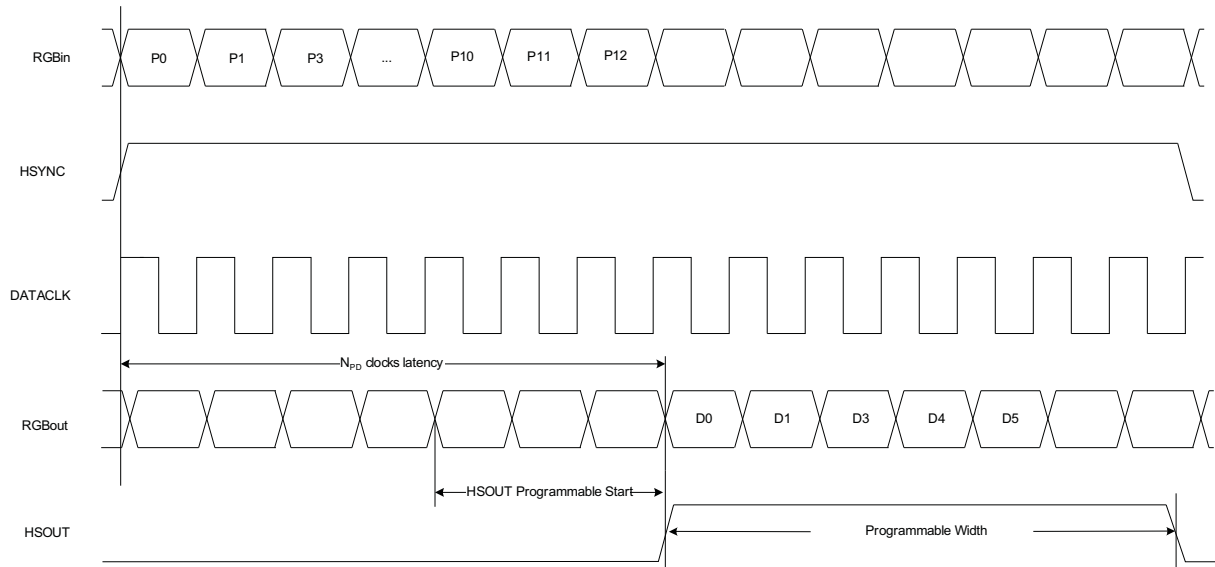 RGBin P0 P1 P3 ... P10 P11 P12
HSYNC
DATACLK
NPD clocks latency
RGBout D0 D1 D3 D4 D5
HSOUT Programmable Start
HSOUT Programmable Width